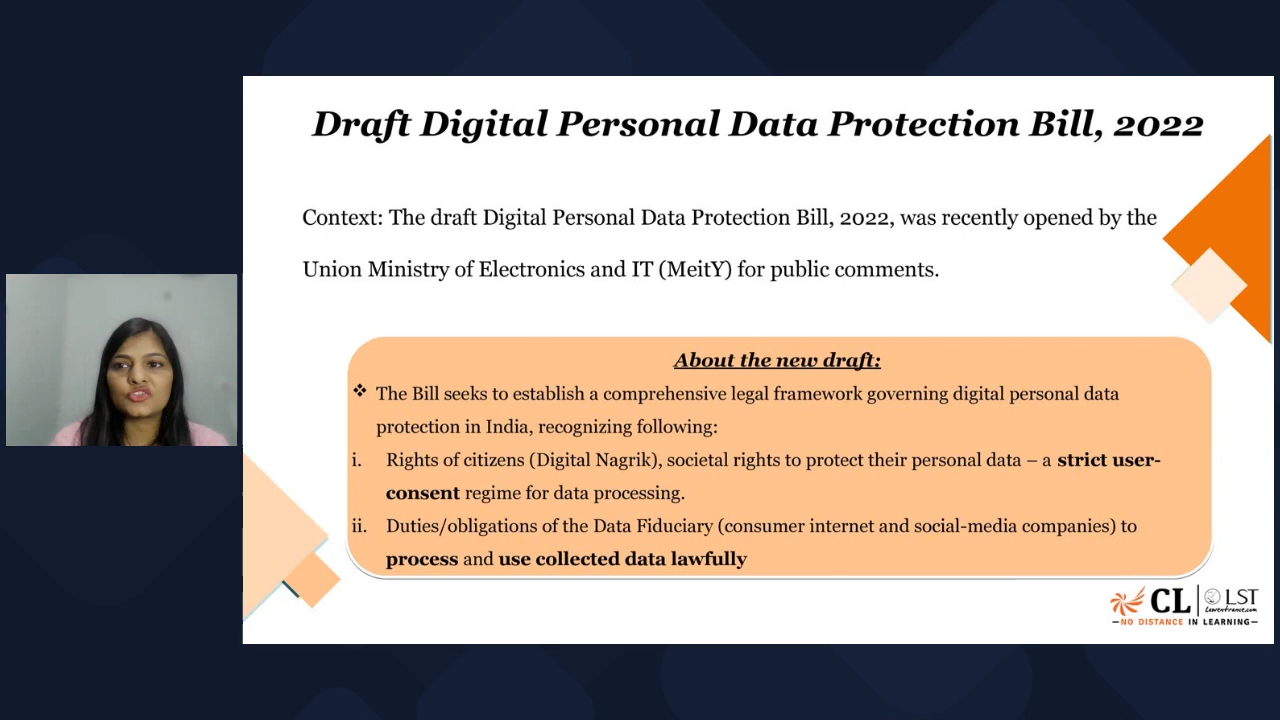 Draft Digital Personal Data Protection Bill, 2022
Context: The draft Digital Personal Data Protection Bill, 2022, was recently opened by the
Union Ministry of Electronics and IT (MeitY) for public comments.
About the new draft:
❖ The Bill seeks to establish a comprehensive legal framework governing digital personal data
protection in India, recognizing following:
i. Rights of citizens (Digital Nagrik), societal rights to protect their personal data – a strict user-
consent regime for data processing.
ii. Duties/obligations of the Data Fiduciary (consumer internet and social-media companies) to
process and use collected data lawfully
CL LST
Lawentrance.com
—NO DISTANCE IN LEARNING—